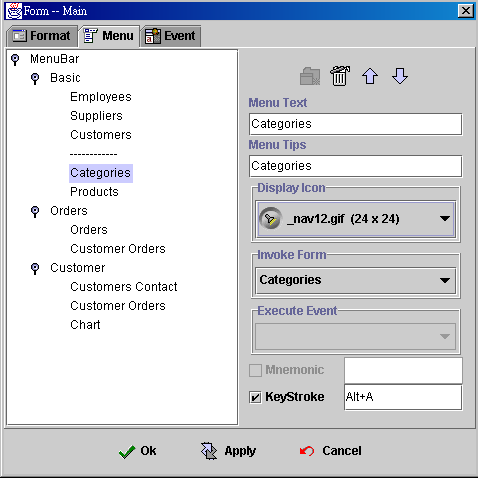 Form -- Main
Format Menu Event
MenuBar
Basic
Employees
Suppliers
Customers
------------
Categories
Products
Orders
Orders
Customer Orders
Customer
Customers Contact
Customer Orders
Chart
Menu Text
Categories
Menu Tips
Categories
Display Icon
_nav12.gif (24 x 24)
Invoke Form
Categories
Execute Event
Mnemonic
KeyStroke Alt+A
Ok Apply Cancel